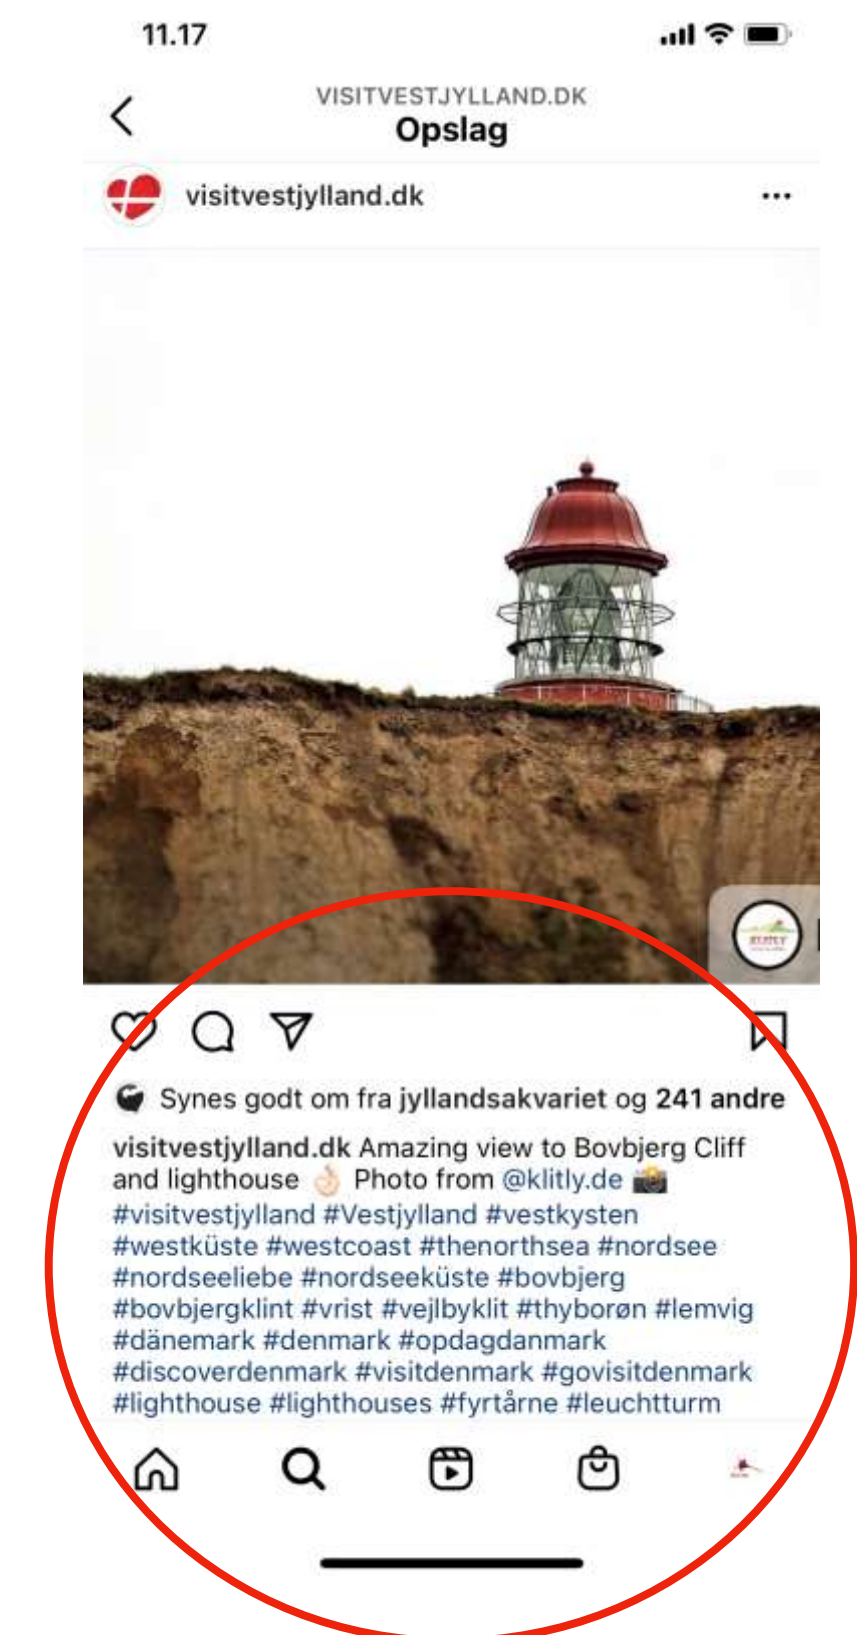 11.17
VISITVESTJYLLAND.DK
Opslag
visitvestjylland.dk
Synes godt om fra jyllandsakvariet og 241 andre
visitvestjylland.dk Amazing view to Bovbjerg Cliff
and lighthouse 👌🏻 Photo from @klitly.de 📸
#visitvestjylland #Vestjylland #vestkysten
#westküste #westcoast #thenorthsea #nordsee
#nordseeliebe #nordseeküste #bovbjerg
#bovbjergklint #vrist #vejlbyklit #thyborøn #lemvig
#dänemark #denmark #opdagdanmark
#discoverdenmark #visitdenmark #govisitdenmark
#lighthouse #lighthouses #fyrtårne #leuchtturm